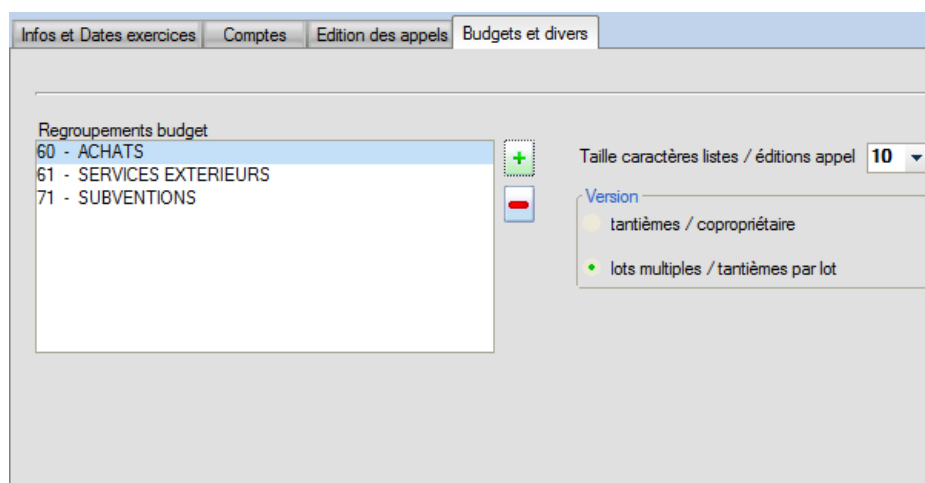 Infos et Dates exercices Comptes Edition des appels Budgets et divers
Regroupements budget
60 - ACHATS
61 - SERVICES EXTERIEURS
71 - SUBVENTIONS
Taille caractères listes / éditions appel 10
Version
tantièmes / copropriétaire
lots multiples / tantièmes par lot